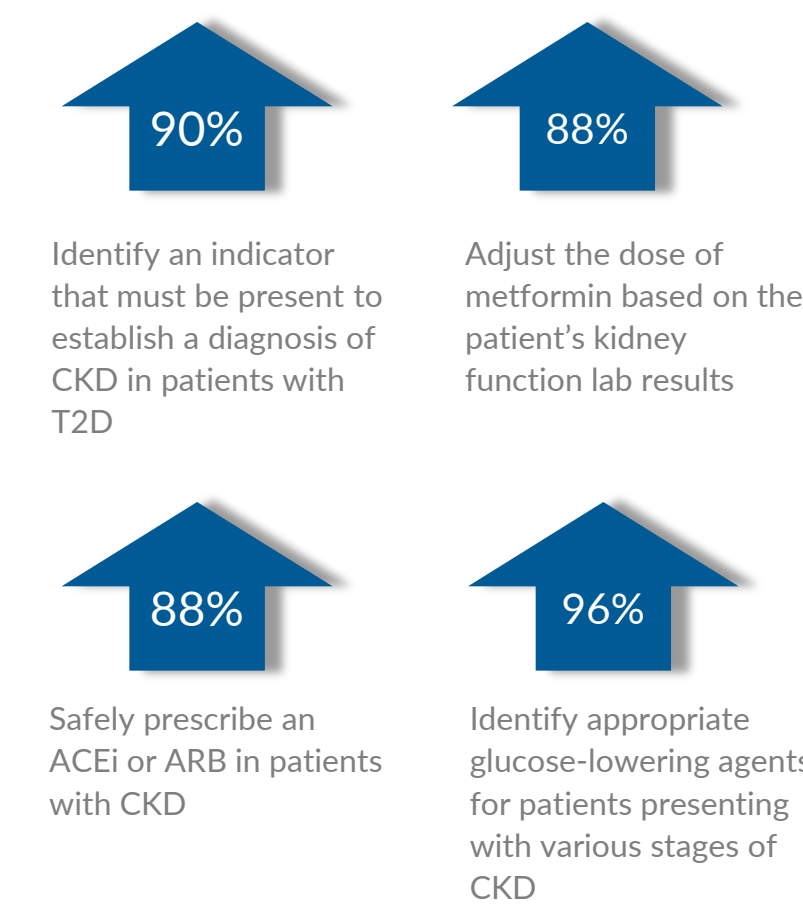 90%
Identify an indicator
that must be present to
establish a diagnosis of
CKD in patients with
T2D
88%
Adjust the dose of
metformin based on the
patient’s kidney
function lab results
88%
Safely prescribe an
ACEi or ARB in patients
with CKD
96%
Identify appropriate
glucose-lowering agents
for patients presenting
with various stages of
CKD